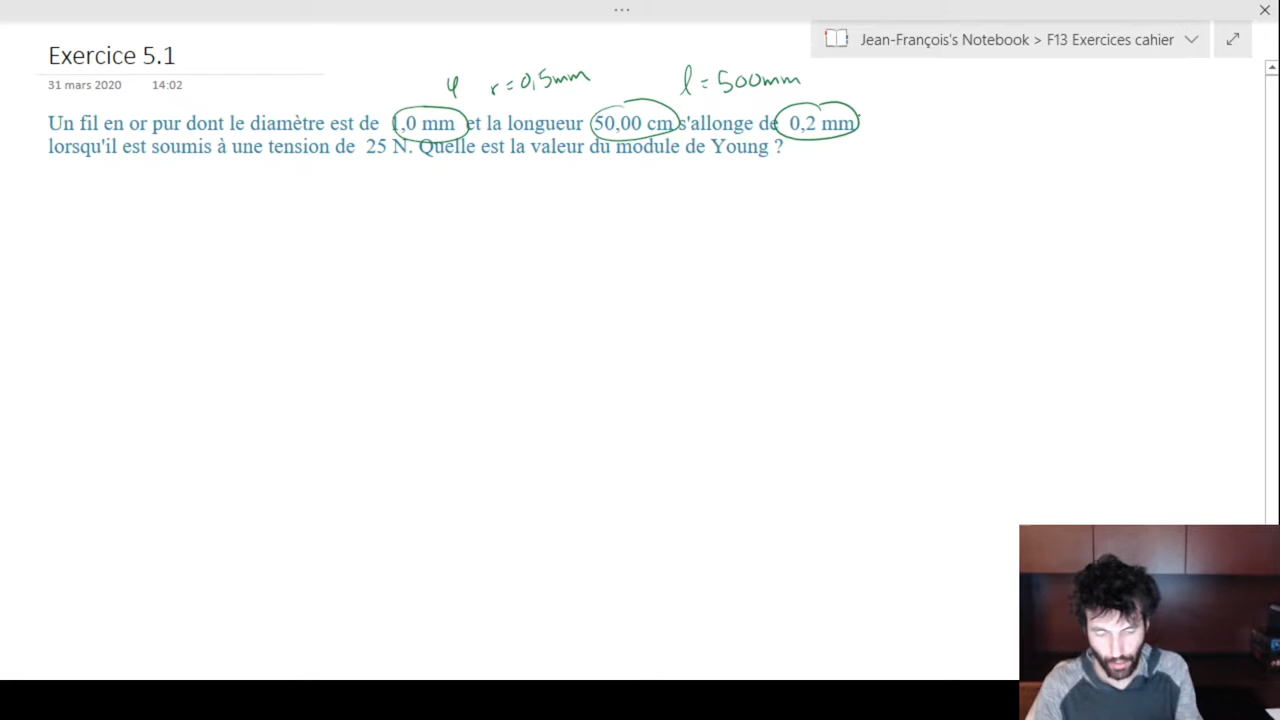 Jean-François's Notebook > F13 Exercices cahier
Exercice 5.1
31 mars 2020 14:02
φ r = 0,5mm l = 500mm
Un fil en or pur dont le diamètre est de 1,0 mm et la longueur 50,00 cm s'allonge de 0,2 mm
lorsqu'il est soumis à une tension de 25 N. Quelle est la valeur du module de Young ?